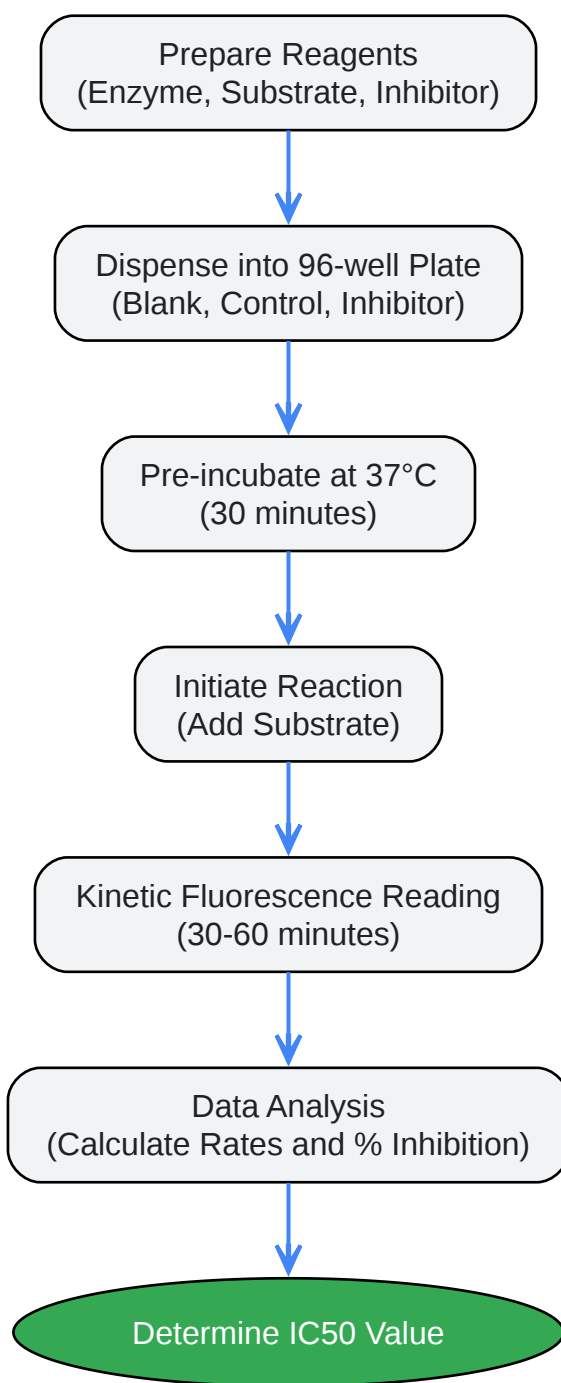 Prepare Reagents
(Enzyme, Substrate, Inhibitor)
Dispense into 96-well Plate
(Blank, Control, Inhibitor)
Pre-incubate at 37°C
(30 minutes)
Initiate Reaction
(Add Substrate)
Kinetic Fluorescence Reading
(30-60 minutes)
Data Analysis
(Calculate Rates and % Inhibition)
Determine IC50 Value